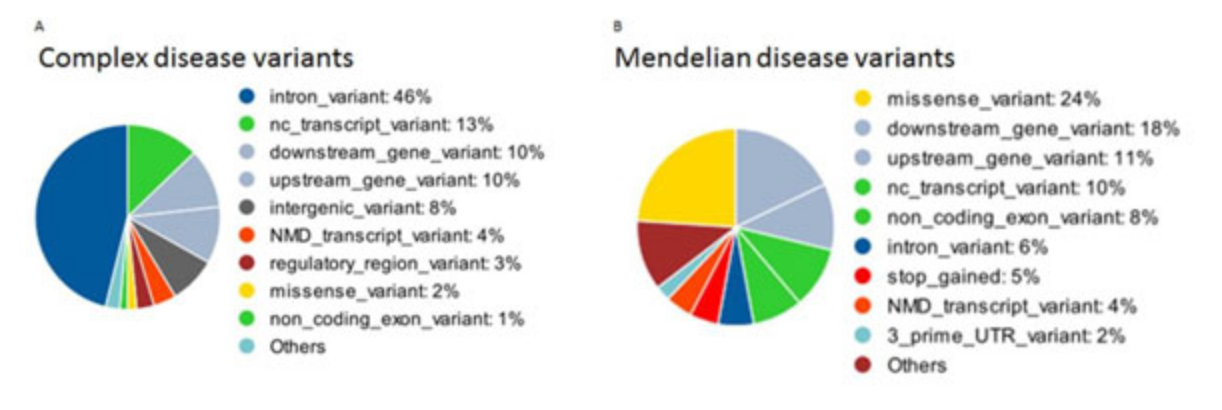 A
Complex disease variants
intron_variant: 46%
nc_transcript_variant: 13%
downstream_gene_variant: 10%
upstream_gene_variant: 10%
intergenic_variant: 8%
NMD_transcript_variant: 4%
regulatory_region_variant: 3%
missense_variant: 2%
non_coding_exon_variant: 1%
Others
B
Mendelian disease variants
missense_variant: 24%
downstream_gene_variant: 18%
upstream_gene_variant: 11%
nc_transcript_variant: 10%
non_coding_exon_variant: 8%
intron_variant: 6%
stop_gained: 5%
NMD_transcript_variant: 4%
3_prime_UTR_variant: 2%
Others